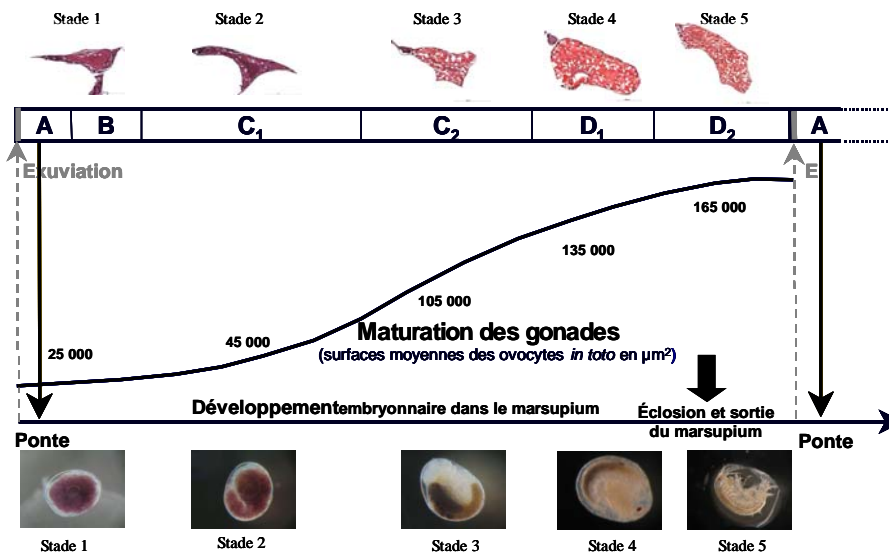 Stade 1 Stade 2 Stade 3 Stade 4 Stade 5
A B C1 C2 D1 D2 A
Exuviation E
165 000
135 000
105 000
45 000
25 000
Maturation des gonades
(surfaces moyennes des ovocytes in toto en µm²)
Développement embryonnaire dans le marsupium
Éclosion et sortie
du marsupium
Ponte Ponte
Stade 1 Stade 2 Stade 3 Stade 4 Stade 5